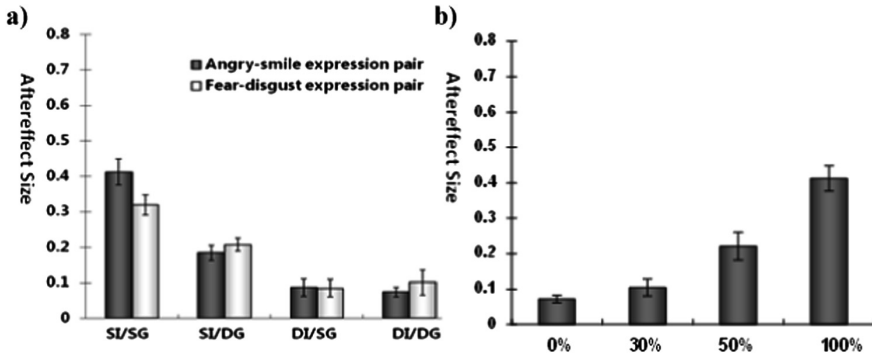 a)
0.8
0.7
0.6
0.5
0.4
0.3
0.2
0.1
0
Aftereffect Size
Angry-smile expression pair
Fear-disgust expression pair
SI/SG SI/DG DI/SG DI/DG
b)
0.8
0.7
0.6
0.5
0.4
0.3
0.2
0.1
0
Aftereffect Size
0% 30% 50% 100%